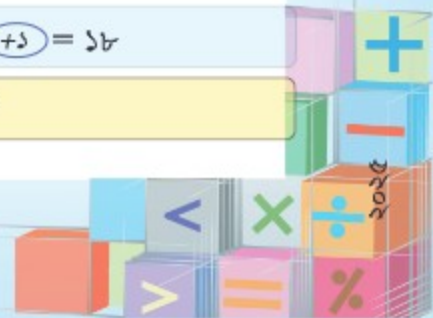 +১ = ১৮
+
−
২০২৫
< × ÷
> = %